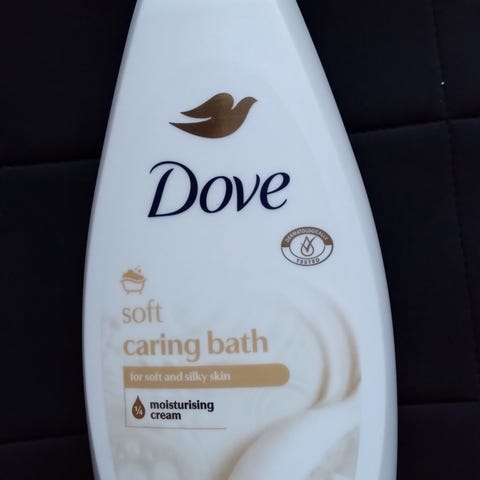 Dove
DERMATOLOGICALLY
TESTED
soft
caring bath
for soft and silky skin
¼ moisturising
cream